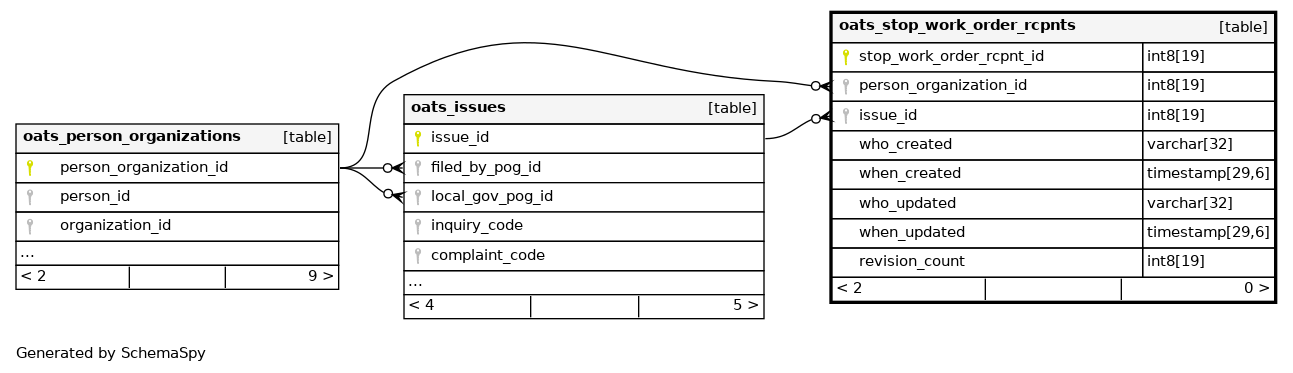 oats_person_organizations [table]
person_organization_id
person_id
organization_id
...
< 2 9 >
oats_issues [table]
issue_id
filed_by_pog_id
local_gov_pog_id
inquiry_code
complaint_code
...
< 4 5 >
oats_stop_work_order_rcpnts [table]
stop_work_order_rcpnt_id int8[19]
person_organization_id int8[19]
issue_id int8[19]
who_created varchar[32]
when_created timestamp[29,6]
who_updated varchar[32]
when_updated timestamp[29,6]
revision_count int8[19]
< 2 0 >
Generated by SchemaSpy